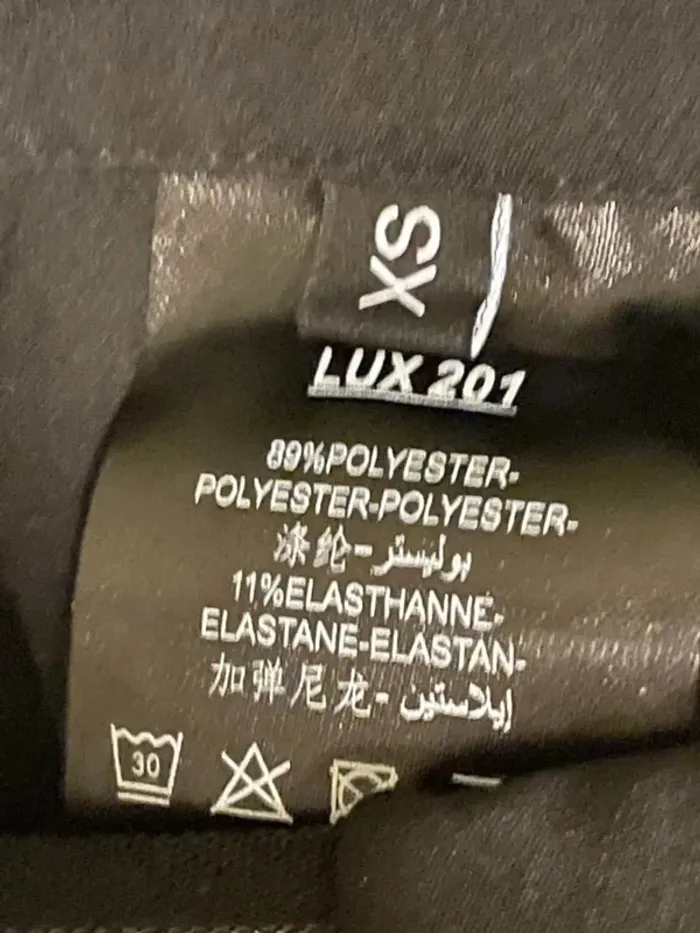 XS
LUX 201
89%POLYESTER-
POLYESTER-POLYESTER-
涤纶-بوليستر
11%ELASTHANNE-
ELASTANE-ELASTAN-
加弹尼龙-إيلاستين
30